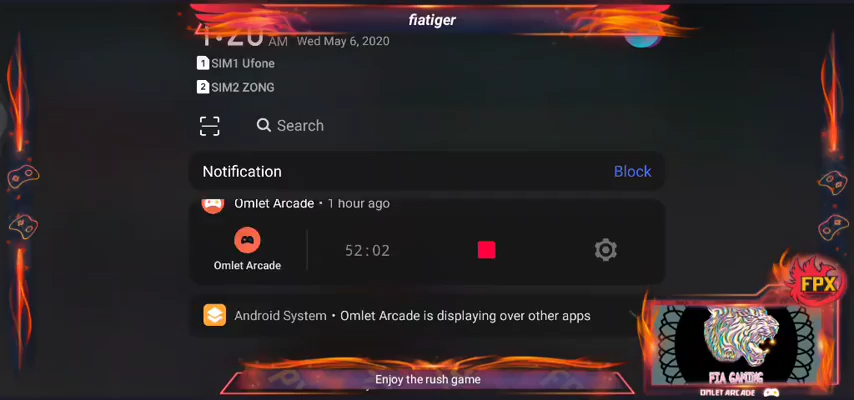 fiatiger
4:20 AM Wed May 6, 2020
1 SIM1 Ufone
2 SIM2 ZONG
Search
Notification Block
Omlet Arcade • 1 hour ago
Omlet Arcade
52:02
Android System • Omlet Arcade is displaying over other apps
FPX
FIA GAMING
OMLET ARCADE
Enjoy the rush game